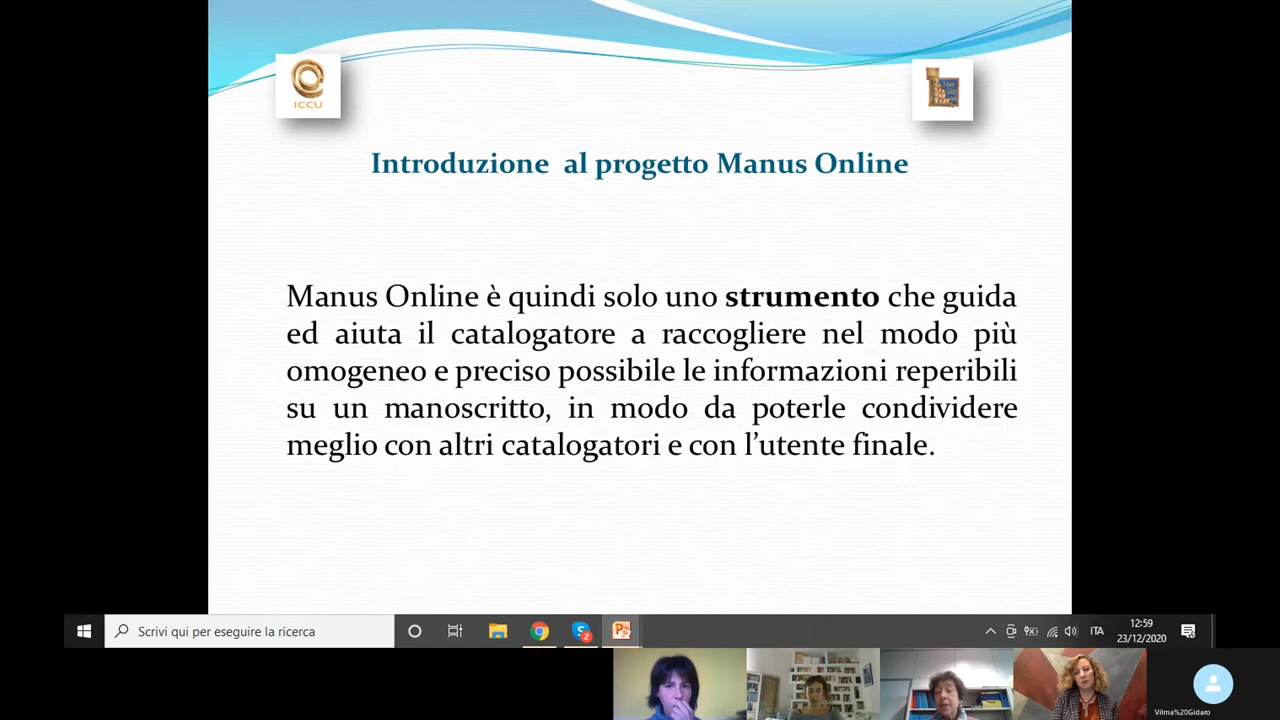 ICCU
Introduzione al progetto Manus Online
Manus Online è quindi solo uno strumento che guida
ed aiuta il catalogatore a raccogliere nel modo più
omogeneo e preciso possibile le informazioni reperibili
su un manoscritto, in modo da poterle condividere
meglio con altri catalogatori e con l’utente finale.
Scrivi qui per eseguire la ricerca
2
ITA
12:59
23/12/2020
Vilma%20Gidaro